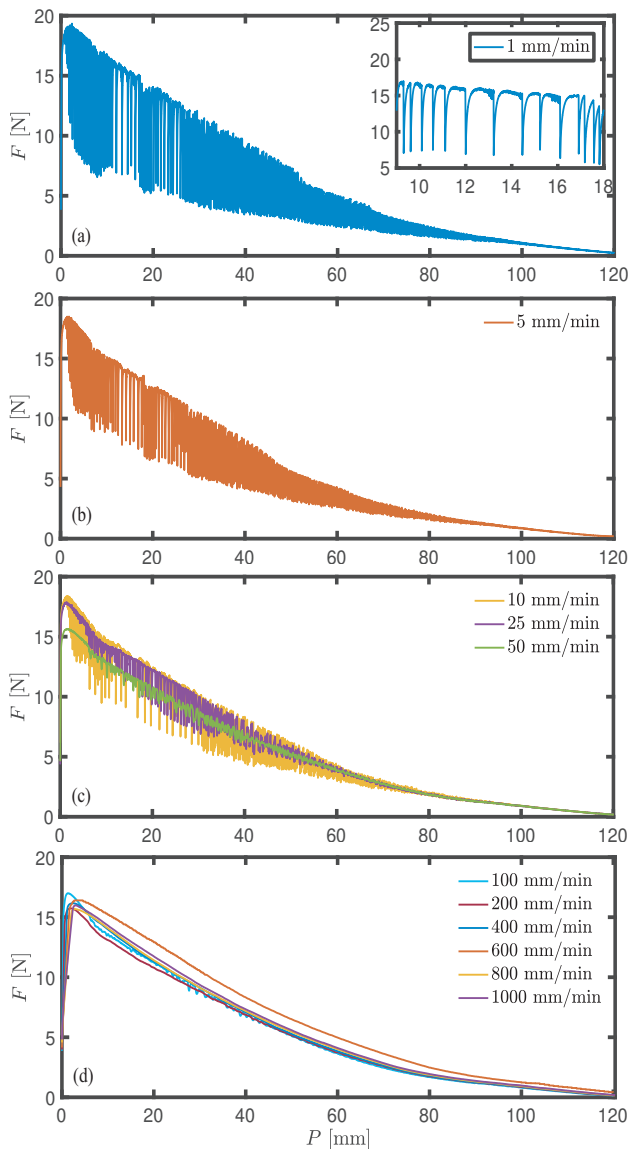 20
15
10
5
0
F [N]
(a)
0 20 40 60 80 100 120
25
20
15
10
5
1 mm/min
10 12 14 16 18
20
15
10
5
0
F [N]
5 mm/min
(b)
0 20 40 60 80 100 120
20
15
10
5
0
F [N]
10 mm/min
25 mm/min
50 mm/min
(c)
0 20 40 60 80 100 120
20
15
10
5
0
F [N]
100 mm/min
200 mm/min
400 mm/min
600 mm/min
800 mm/min
1000 mm/min
(d)
0 20 40 60 80 100 120
P [mm]